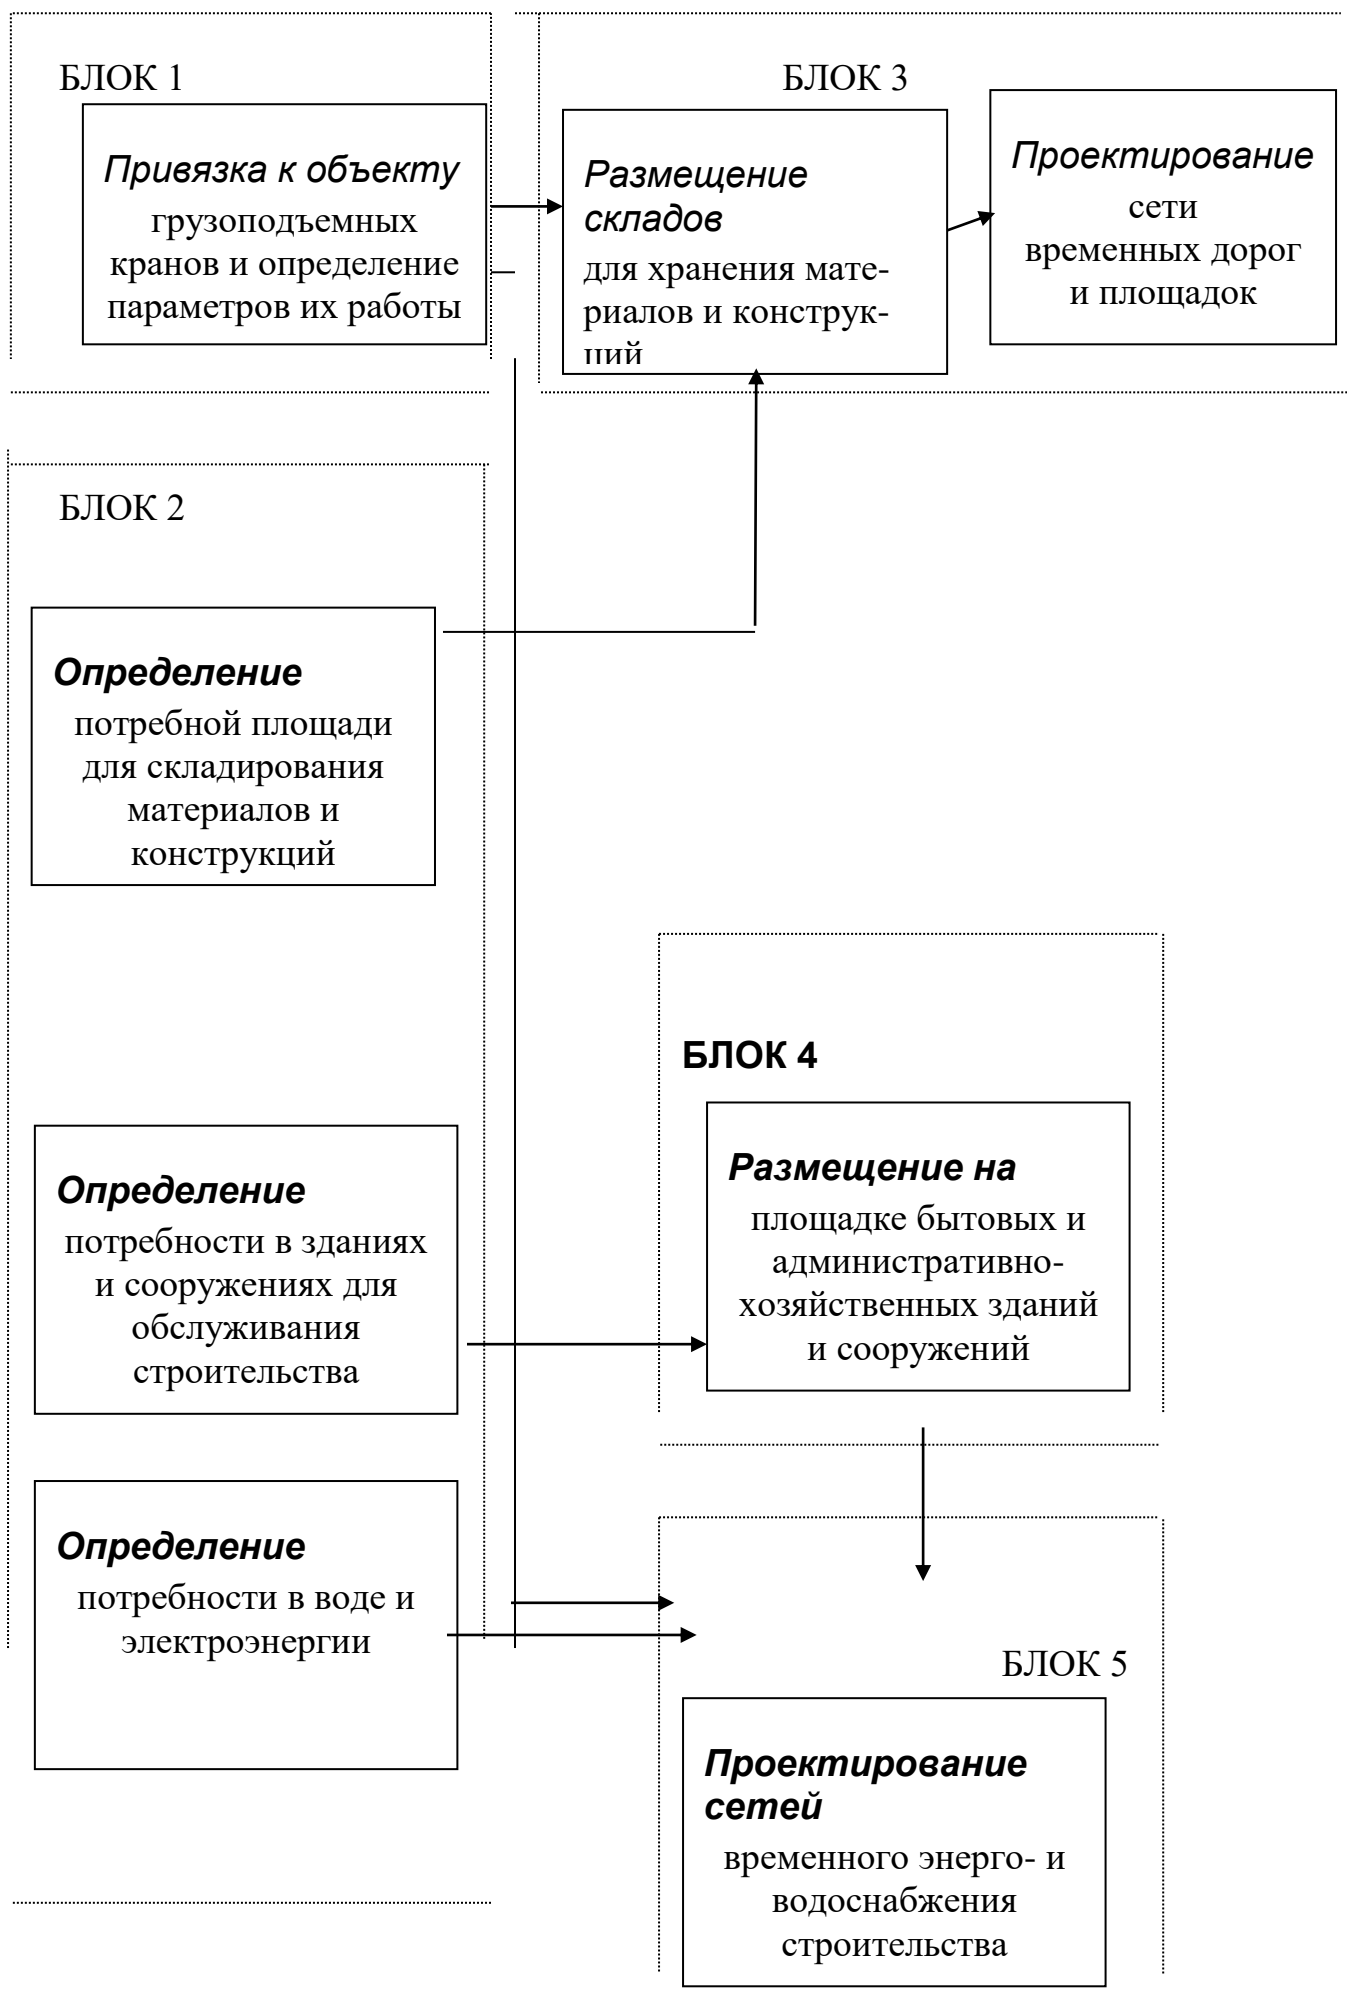 БЛОК 1
Привязка к объекту
грузоподъемных
кранов и определение
параметров их работы
БЛОК 3
Размещение
складов
для хранения мате-
риалов и конструк-
ций
Проектирование
сети
временных дорог
и площадок
БЛОК 2
Определение
потребной площади
для складирования
материалов и
конструкций
Определение
потребности в зданиях
и сооружениях для
обслуживания
строительства
БЛОК 4
Размещение на
площадке бытовых и
административно-
хозяйственных зданий
и сооружений
Определение
потребности в воде и
электроэнергии
БЛОК 5
Проектирование
сетей
временного энерго- и
водоснабжения
строительства